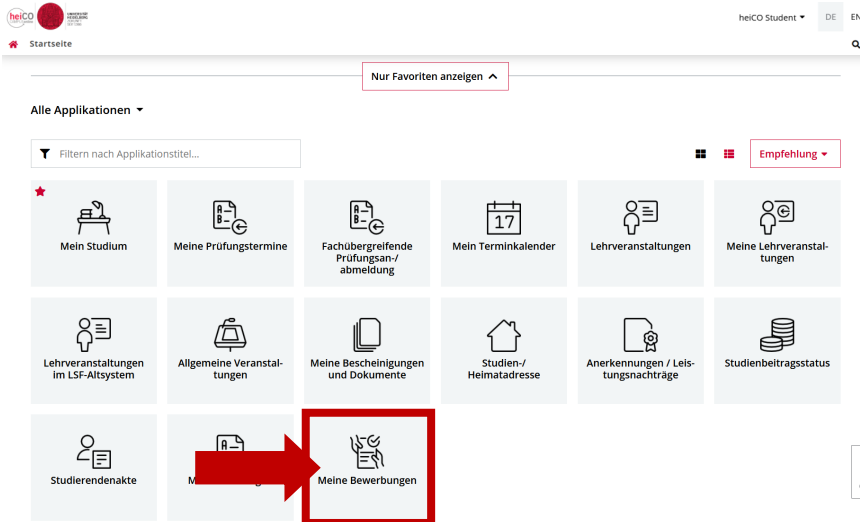 heiCO
UNIVERSITÄT
HEIDELBERG
heiCO Student
DE
EN
Startseite
Nur Favoriten anzeigen
Alle Applikationen
Filtern nach Applikationstitel...
Empfehlung
Mein Studium
Meine Prüfungstermine
Fachübergreifende
Prüfungsan-/
abmeldung
Mein Terminkalender
Lehrveranstaltungen
Meine Lehrveranstal-
tungen
Lehrveranstaltungen
im LSF-Altsystem
Allgemeine Veranstal-
tungen
Meine Bescheinigungen
und Dokumente
Studien-/
Heimatadresse
Anerkennungen / Leis-
tungsnachträge
Studienbeitragsstatus
Studierendenakte
Meine Bewerbungen